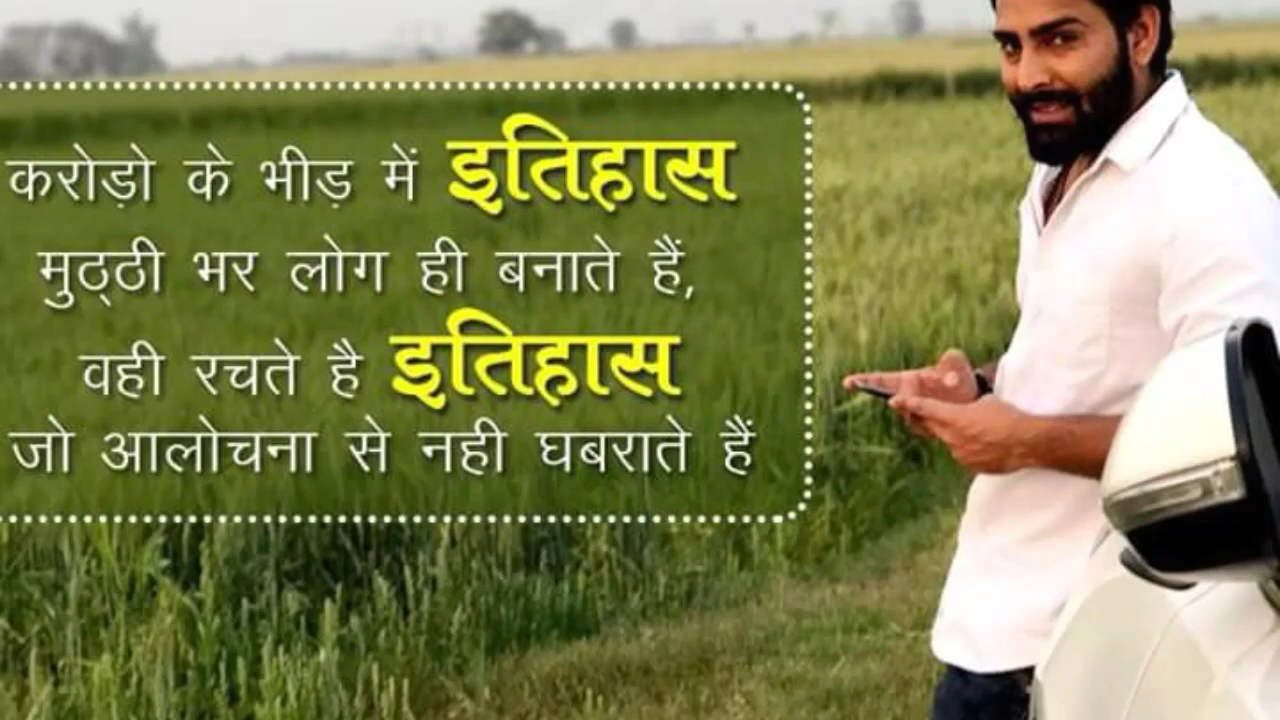 करोड़ो के भीड़ में इतिहास
मुठ्ठी भर लोग ही बनाते हैं,
वही रचते है इतिहास
जो आलोचना से नही घबराते हैं